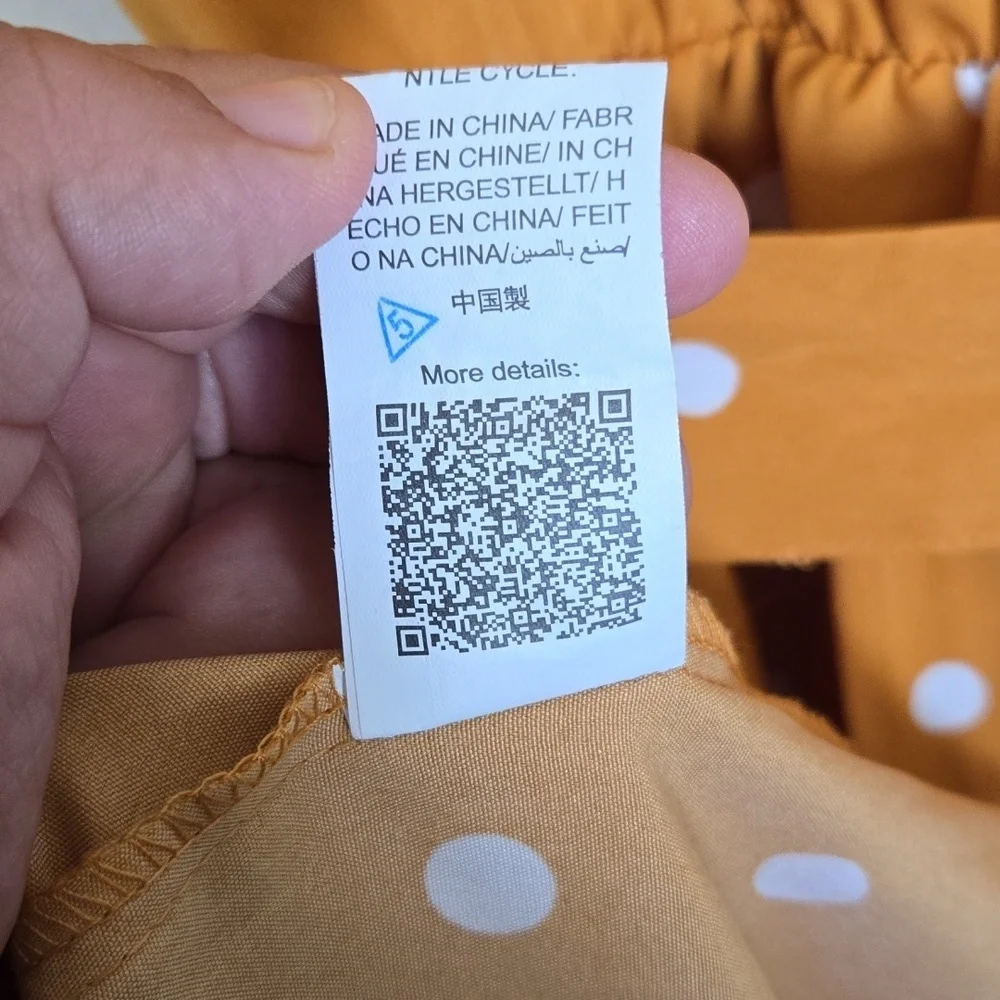 NTLE CYCLE.
ADE IN CHINA/ FABR
UÉ EN CHINE/ IN CH
NA HERGESTELLT/ H
ECHO EN CHINA/ FEIT
O NA CHINA/صنع بالصين/
中国製
5
More details: